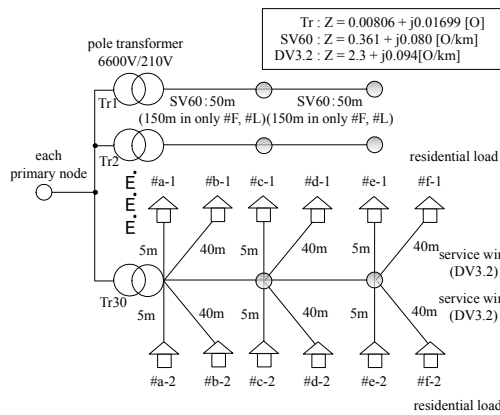 Tr : Z = 0.00806 + j0.01699 [O]
SV60 : Z = 0.361 + j0.080 [O/km]
DV3.2 : Z = 2.3 + j0.094[O/km]
pole transformer
6600V/210V
Tr1
SV60:50m
SV60:50m
(150m in only #F, #L)
(150m in only #F, #L)
Tr2
each
primary node
residential load
E
E
E
#a-1
#b-1
#c-1
#d-1
#e-1
#f-1
5m
40m
5m
40m
5m
40m
service wir
(DV3.2)
Tr30
5m
40m
5m
40m
5m
40m
service wir
(DV3.2)
#a-2
#b-2
#c-2
#d-2
#e-2
#f-2
residential load